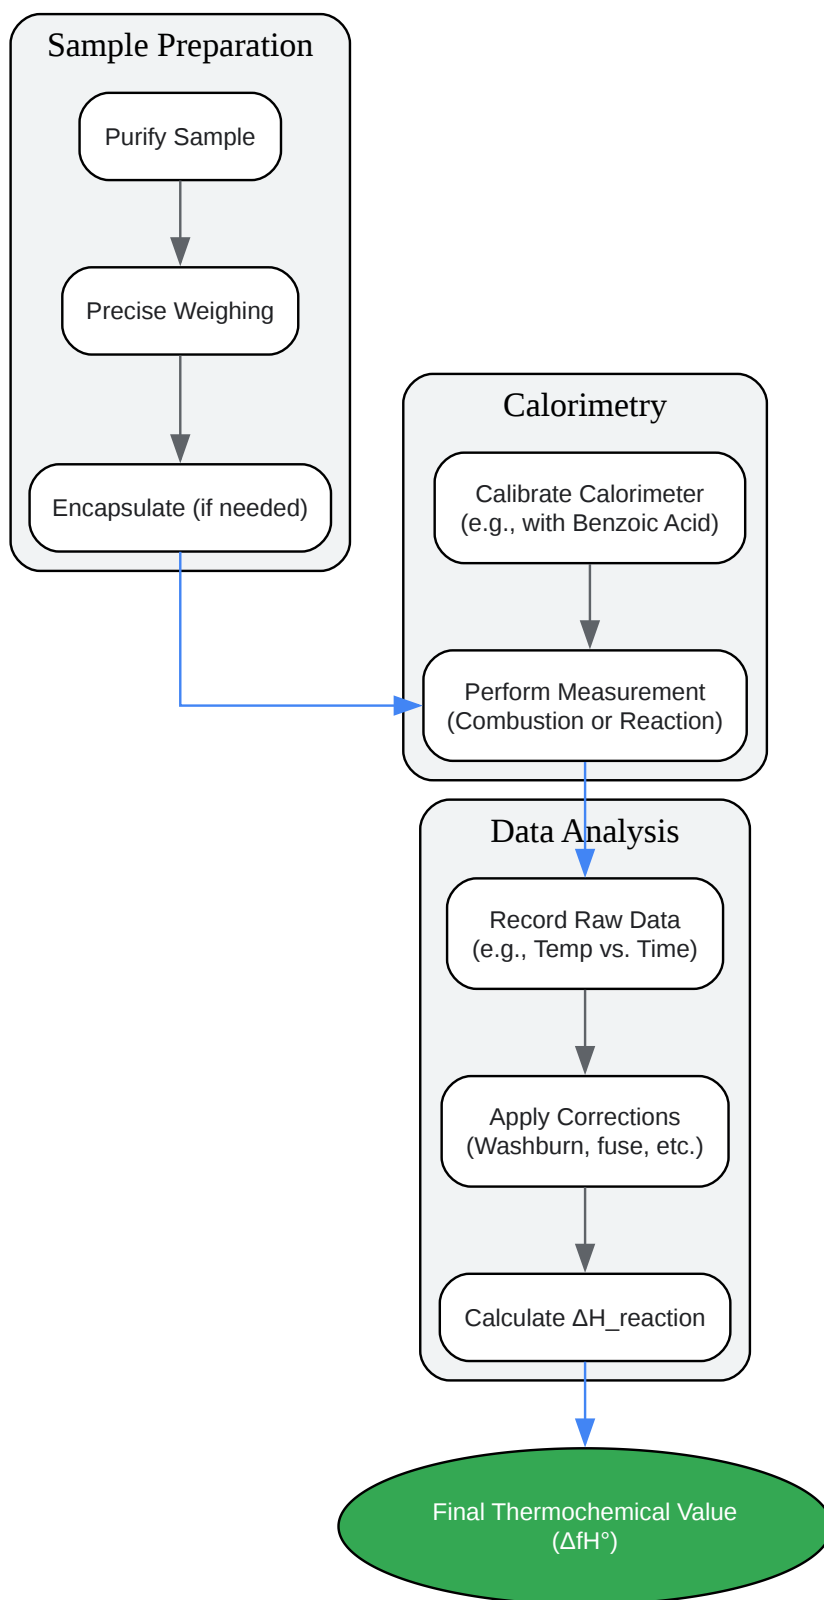 Sample Preparation
Purify Sample
Precise Weighing
Encapsulate (if needed)
Calorimetry
Calibrate Calorimeter
(e.g., with Benzoic Acid)
Perform Measurement
(Combustion or Reaction)
Data Analysis
Record Raw Data
(e.g., Temp vs. Time)
Apply Corrections
(Washburn, fuse, etc.)
Calculate ΔH_reaction
Final Thermochemical Value
(ΔfH°)